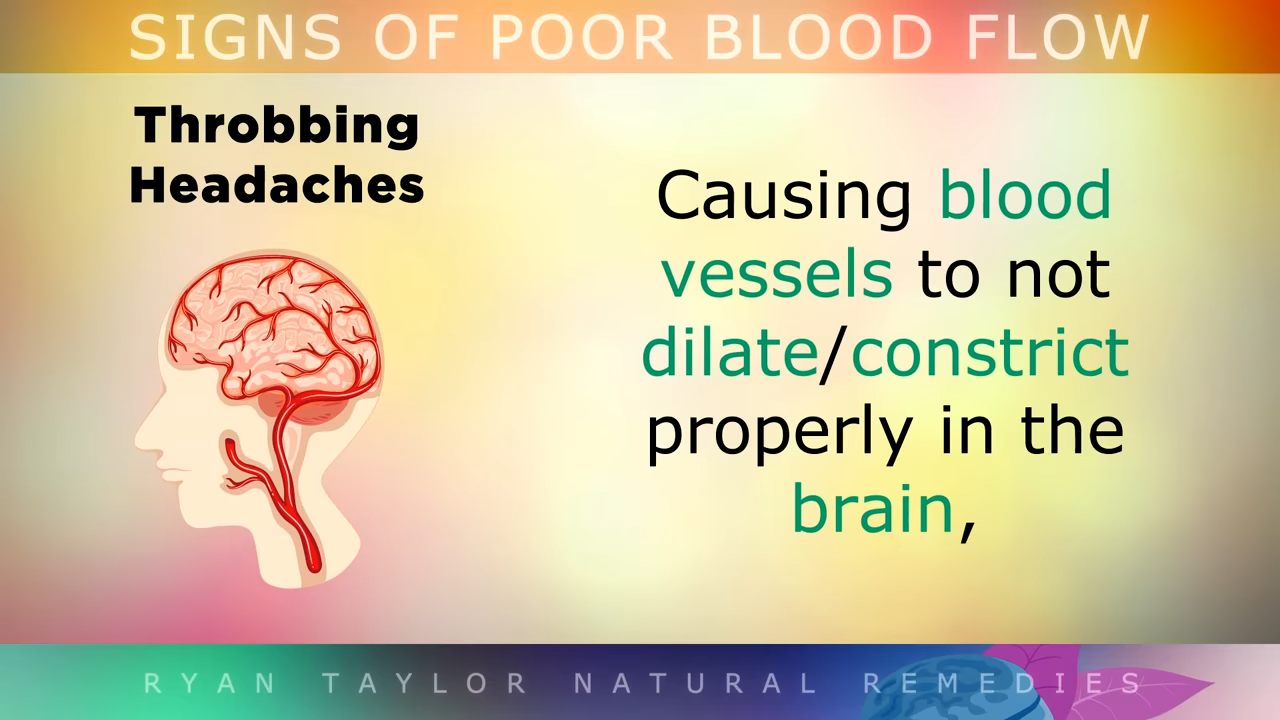 SIGNS OF POOR BLOOD FLOW
Throbbing
Headaches
Causing blood
vessels to not
dilate/constrict
properly in the
brain,
RYAN TAYLOR NATURAL REMEDIES